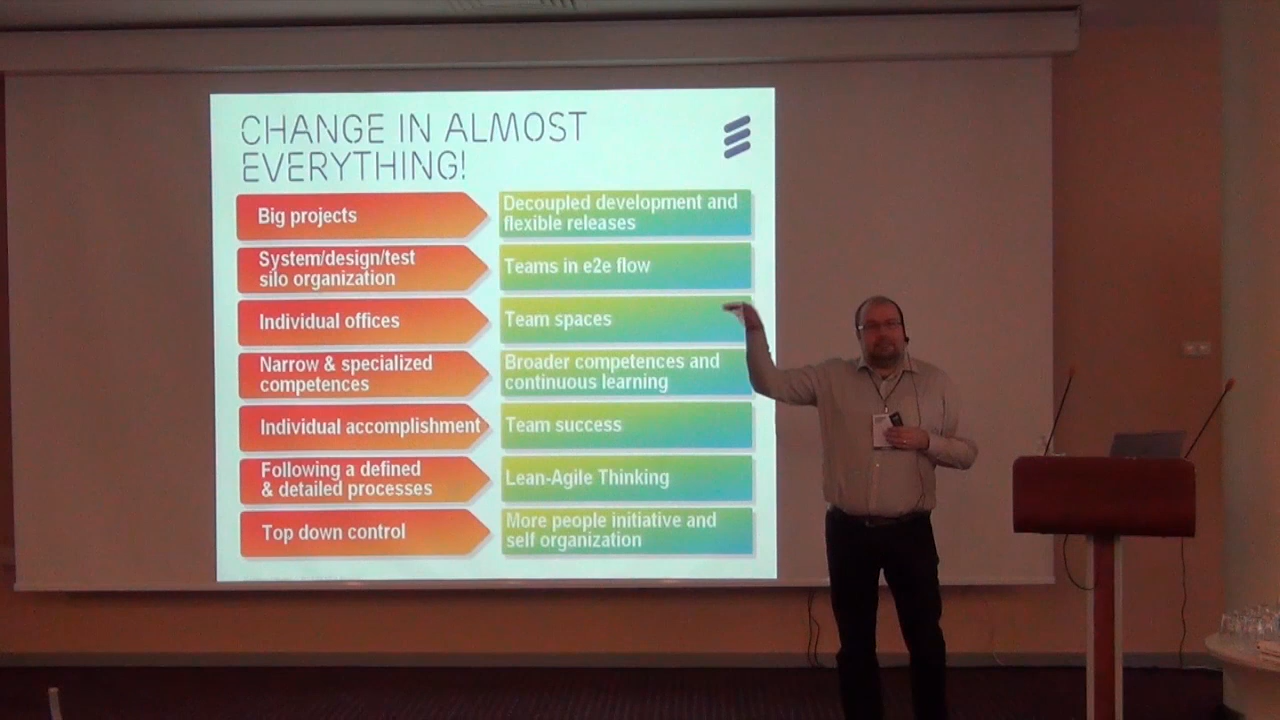 CHANGE IN ALMOST
EVERYTHING!
Big projects
Decoupled development and
flexible releases
System/design/test
silo organization
Teams in e2e flow
Individual offices
Team spaces
Narrow & specialized
competences
Broader competences and
continuous learning
Individual accomplishment
Team success
Following a defined
& detailed processes
Lean-Agile Thinking
Top down control
More people initiative and
self organization